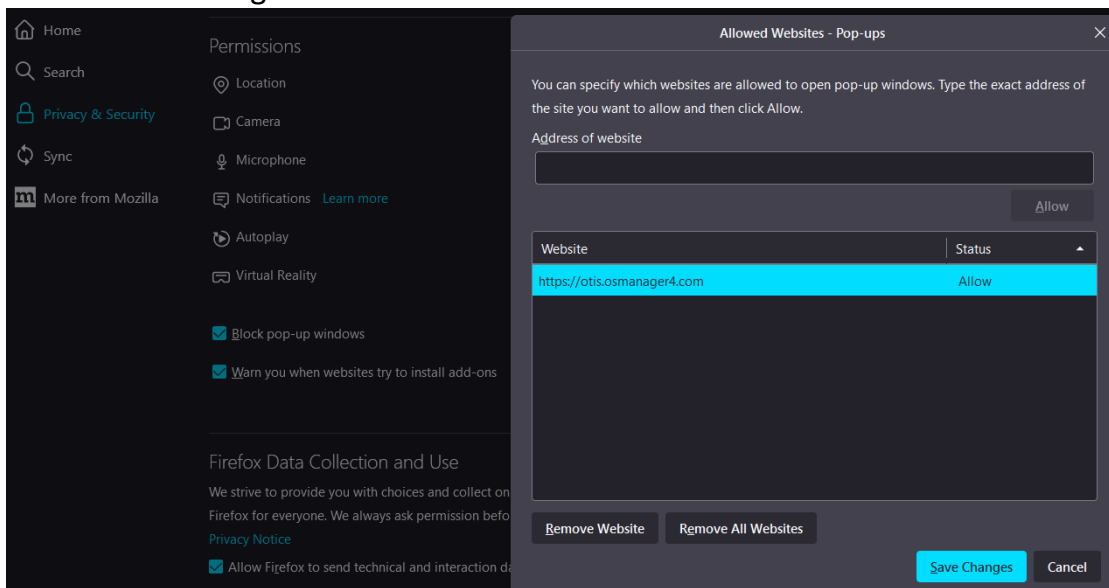 Home
Search
Privacy & Security
Sync
More from Mozilla
Permissions
Location
Camera
Microphone
Notifications Learn more
Autoplay
Virtual Reality
Block pop-up windows
Warn you when websites try to install add-ons
Firefox Data Collection and Use
We strive to provide you with choices and collect on
Firefox for everyone. We always ask permission befo
Privacy Notice
Allow Firefox to send technical and interaction da
Allowed Websites - Pop-ups
You can specify which websites are allowed to open pop-up windows. Type the exact address of
the site you want to allow and then click Allow.
Address of website
Allow
Website Status
https://otis.osmanager4.com Allow
Remove Website Remove All Websites
Save Changes Cancel